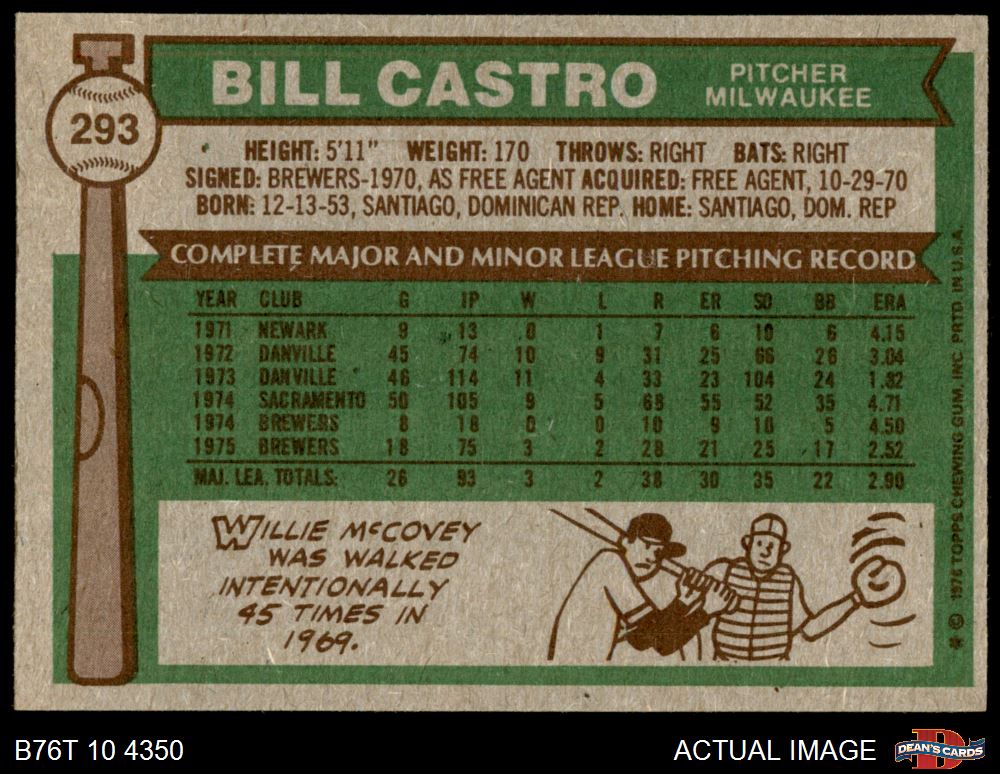 293
BILL CASTRO
PITCHER
MILWAUKEE
HEIGHT: 5'11" WEIGHT: 170 THROWS: RIGHT BATS: RIGHT
SIGNED: BREWERS-1970, AS FREE AGENT ACQUIRED: FREE AGENT, 10-29-70
BORN: 12-13-53, SANTIAGO, DOMINICAN REP. HOME: SANTIAGO, DOM. REP
COMPLETE MAJOR AND MINOR LEAGUE PITCHING RECORD
YEAR CLUB G IP W L R ER SO BB ERA
1971 NEWARK 9 13 0 1 7 6 10 6 4.15
1972 DANVILLE 45 74 10 9 31 25 66 26 3.04
1973 DANVILLE 46 114 11 4 33 23 104 24 1.82
1974 SACRAMENTO 50 105 9 5 68 55 52 35 4.71
1974 BREWERS 8 18 0 0 10 9 10 5 4.50
1975 BREWERS 18 75 3 2 28 21 25 17 2.52
MAJ. LEA. TOTALS: 26 93 3 2 38 30 35 22 2.90
WILLIE McCOVEY
WAS WALKED
INTENTIONALLY
45 TIMES IN
1969.
* © 1976 TOPPS CHEWING GUM, INC. PRTD. IN U.S.A.
B76T 10 4350
ACTUAL IMAGE
D
DEAN'S CARDS